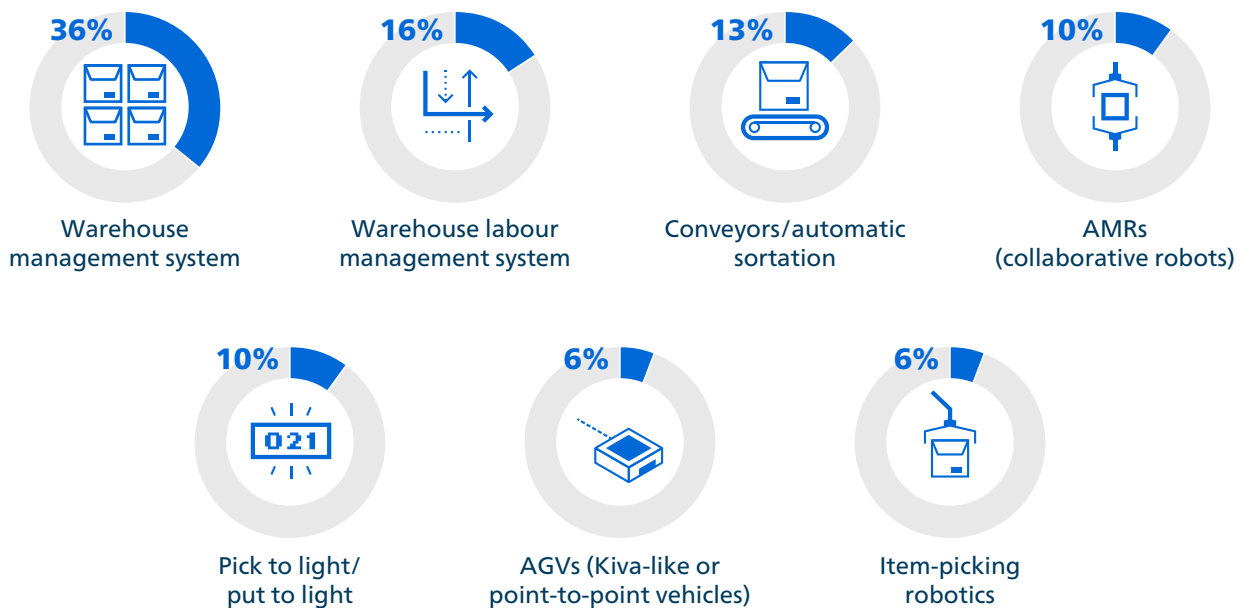 36%
16%
13%
10%
Warehouse
management system
Warehouse labour
management system
Conveyors/automatic
sortation
AMRs
(collaborative robots)
10%
6%
6%
021
Pick to light/
put to light
AGVs (Kiva-like or
point-to-point vehicles)
Item-picking
robotics